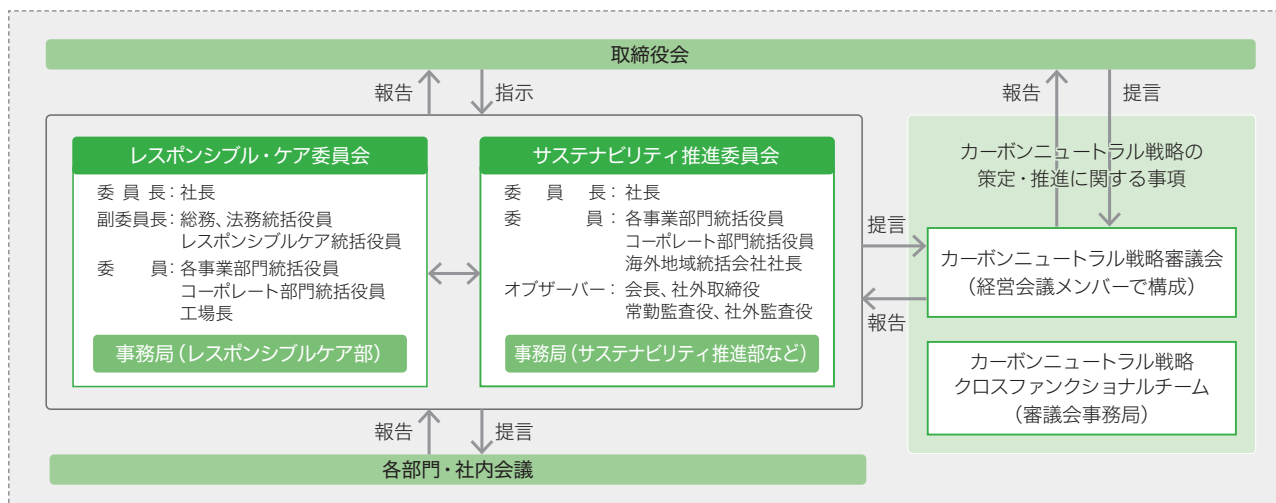 取締役会
報告
指示
報告
提言
レスポンシブル・ケア委員会
委員長：社長
副委員長：総務、法務統括役員
レスポンシブルケア統括役員
委員：各事業部門統括役員
コーポレート部門統括役員
工場長
事務局（レスポンシブルケア部）
サステナビリティ推進委員会
委員長：社長
委員：各事業部門統括役員
コーポレート部門統括役員
海外地域統括会社社長
オブザーバー：会長、社外取締役
常勤監査役、社外監査役
事務局（サステナビリティ推進部など）
提言
報告
カーボンニュートラル戦略の
策定・推進に関する事項
カーボンニュートラル戦略審議会
（経営会議メンバーで構成）
カーボンニュートラル戦略
クロスファンクショナルチーム
（審議会事務局）
報告
提言
各部門・社内会議